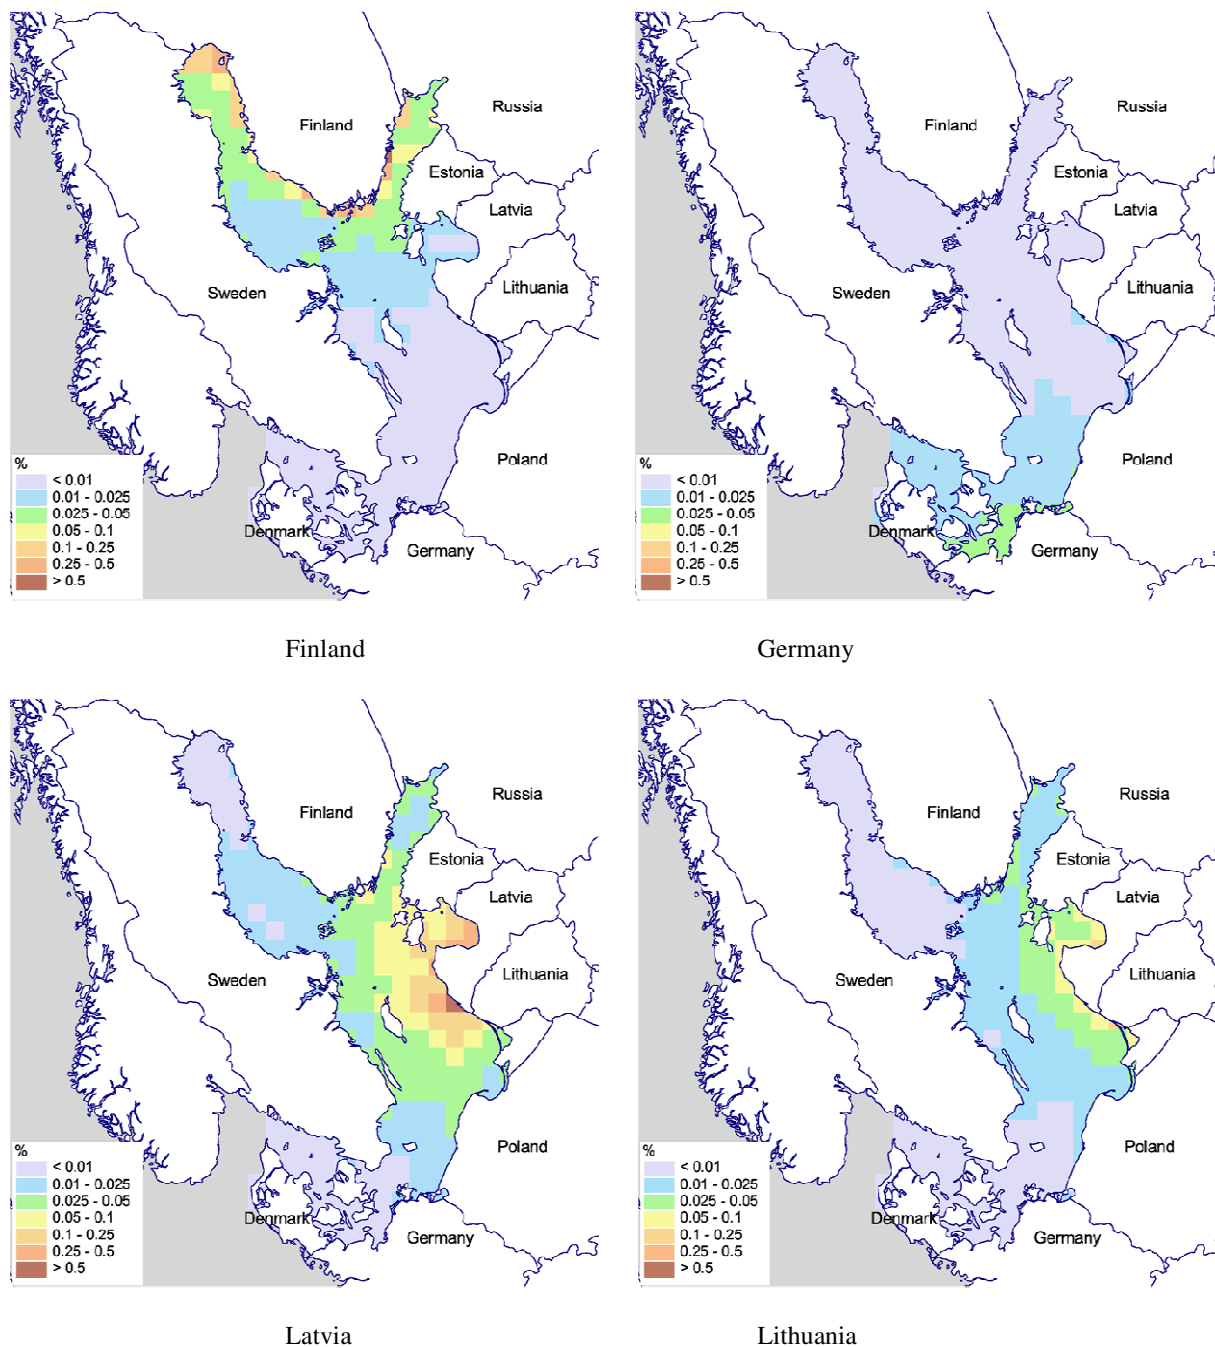 Russia
Finland
Estonia
Latvia
Lithuania
Sweden
Poland
Denmark
Germany
%
< 0.01
0.01 - 0.025
0.025 - 0.05
0.05 - 0.1
0.1 - 0.25
0.25 - 0.5
> 0.5
Russia
Finland
Estonia
Latvia
Lithuania
Sweden
Poland
Denmark
Germany
%
< 0.01
0.01 - 0.025
0.025 - 0.05
0.05 - 0.1
0.1 - 0.25
0.25 - 0.5
> 0.5
Finland
Germany
Russia
Finland
Estonia
Latvia
Lithuania
Sweden
Poland
Denmark
Germany
%
< 0.01
0.01 - 0.025
0.025 - 0.05
0.05 - 0.1
0.1 - 0.25
0.25 - 0.5
> 0.5
Russia
Finland
Estonia
Latvia
Lithuania
Sweden
Poland
Denmark
Germany
%
< 0.01
0.01 - 0.025
0.025 - 0.05
0.05 - 0.1
0.1 - 0.25
0.25 - 0.5
> 0.5
Latvia
Lithuania